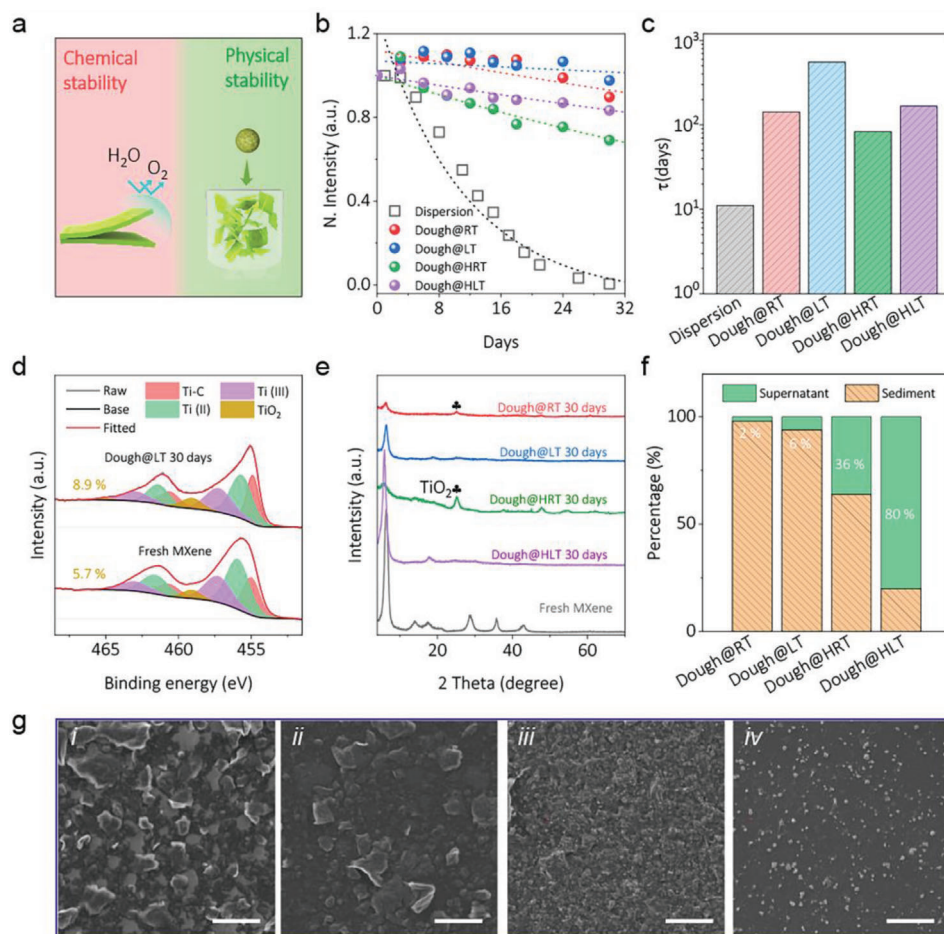 a
Chemical
stability
Physical
stability
H₂O
O₂
b
N. Intensity (a.u.)
1.2
0.8
0.4
0.0
Dispersion
Dough@RT
Dough@LT
Dough@HRT
Dough@HLT
0 6 12 18 24 30 32
Days
c
τ(days)
10³
10²
10¹
10⁰
Dispersion
Dough@RT
Dough@LT
Dough@HRT
Dough@HLT
d
Intensity (a.u.)
Raw
Base
Fitted
Ti-C
Ti (III)
Ti (II)
TiO₂
Dough@LT 30 days
8.9 %
Fresh MXene
5.7 %
465 460 455
Binding energy (eV)
e
Intentsity (a.u.)
♣
Dough@RT 30 days
Dough@LT 30 days
TiO₂♣
Dough@HRT 30 days
Dough@HLT 30 days
Fresh MXene
20 40 60
2 Theta (degree)
f
Percentage (%)
Supernatant
Sediment
100
50
0
2 %
6 %
36 %
80 %
Dough@RT
Dough@LT
Dough@HRT
Dough@HLT
g
i
ii
iii
iv